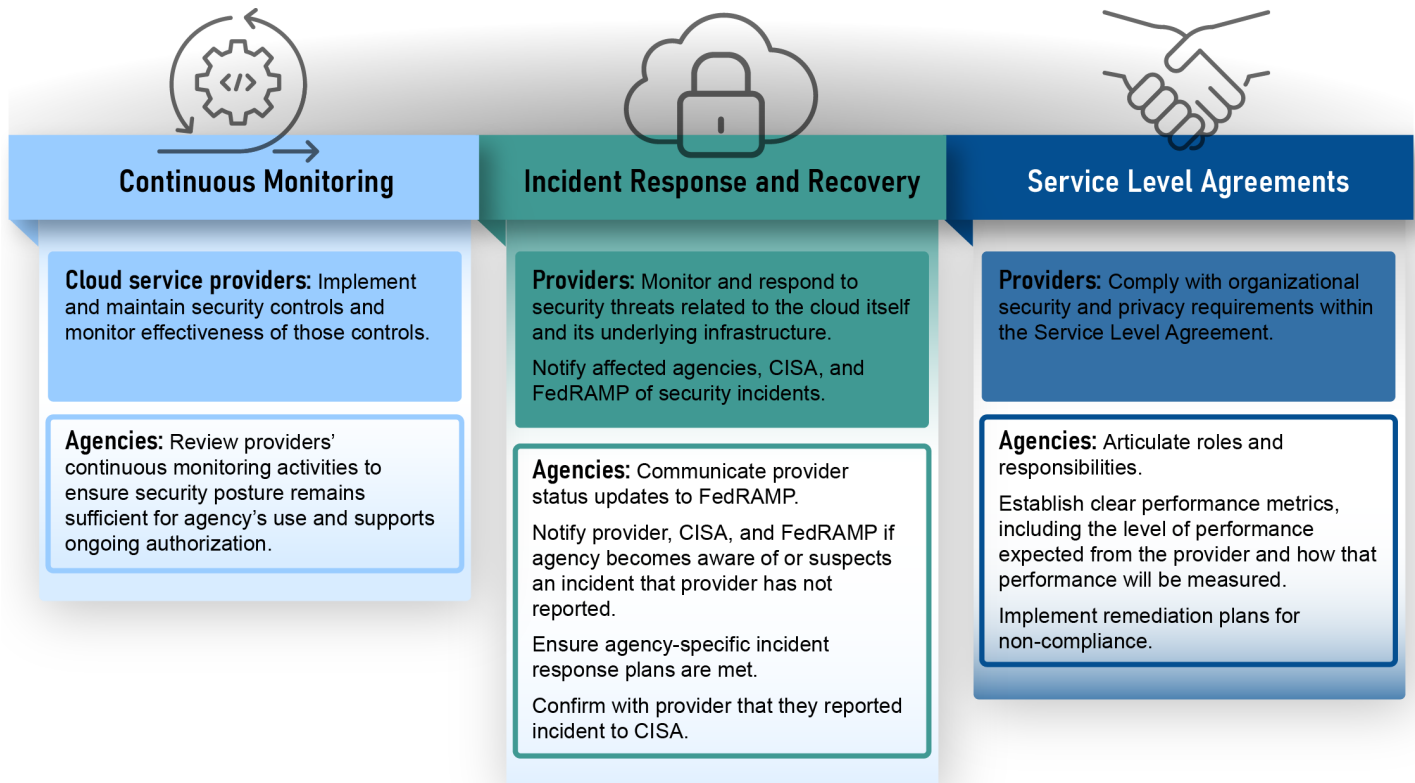 </>
Continuous Monitoring
Cloud service providers: Implement
and maintain security controls and
monitor effectiveness of those controls.
Agencies: Review providers’
continuous monitoring activities to
ensure security posture remains
sufficient for agency’s use and supports
ongoing authorization.
Incident Response and Recovery
Providers: Monitor and respond to
security threats related to the cloud itself
and its underlying infrastructure.
Notify affected agencies, CISA, and
FedRAMP of security incidents.
Agencies: Communicate provider
status updates to FedRAMP.
Notify provider, CISA, and FedRAMP if
agency becomes aware of or suspects
an incident that provider has not
reported.
Ensure agency-specific incident
response plans are met.
Confirm with provider that they reported
incident to CISA.
Service Level Agreements
Providers: Comply with organizational
security and privacy requirements within
the Service Level Agreement.
Agencies: Articulate roles and
responsibilities.
Establish clear performance metrics,
including the level of performance
expected from the provider and how that
performance will be measured.
Implement remediation plans for
non-compliance.